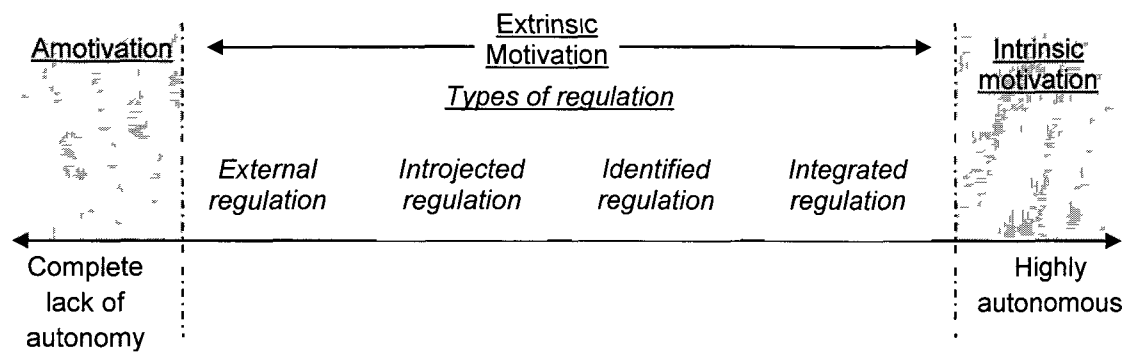 Amotivation
Extrinsic
Motivation
Intrinsic
motivation
Types of regulation
External
regulation
Introjected
regulation
Identified
regulation
Integrated
regulation
Complete
lack of
autonomy
Highly
autonomous